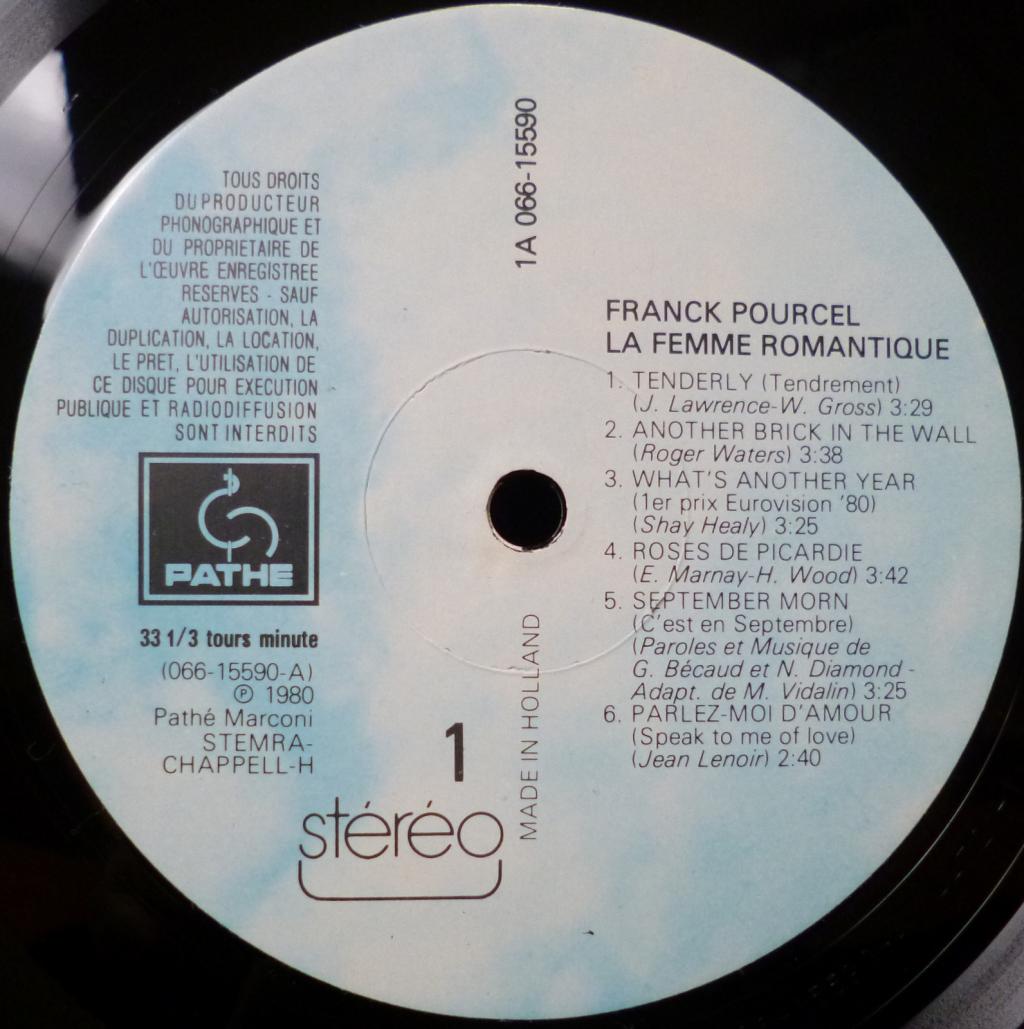 TOUS DROITS
DU PRODUCTEUR
PHONOGRAPHIQUE ET
DU PROPRIETAIRE DE
L'ŒUVRE ENREGISTREE
RESERVES - SAUF
AUTORISATION, LA
DUPLICATION, LA LOCATION,
LE PRET, L'UTILISATION DE
CE DISQUE POUR EXECUTION
PUBLIQUE ET RADIODIFFUSION
SONT INTERDITS
PATHE
33 1/3 tours minute
(066-15590-A)
℗ 1980
Pathé Marconi
STEMRA-
CHAPPELL-H
1
stéréo
1A 066-15590
MADE IN HOLLAND
FRANCK POURCEL
LA FEMME ROMANTIQUE
1. TENDERLY (Tendrement)
(J. Lawrence-W. Gross) 3:29
2. ANOTHER BRICK IN THE WALL
(Roger Waters) 3:38
3. WHAT'S ANOTHER YEAR
(1er prix Eurovision '80)
(Shay Healy) 3:25
4. ROSES DE PICARDIE
(E. Marnay-H. Wood) 3:42
5. SEPTEMBER MORN
(C'est en Septembre)
(Paroles et Musique de
G. Bécaud et N. Diamond -
Adapt. de M. Vidalin) 3:25
6. PARLEZ-MOI D'AMOUR
(Speak to me of love)
(Jean Lenoir) 2:40